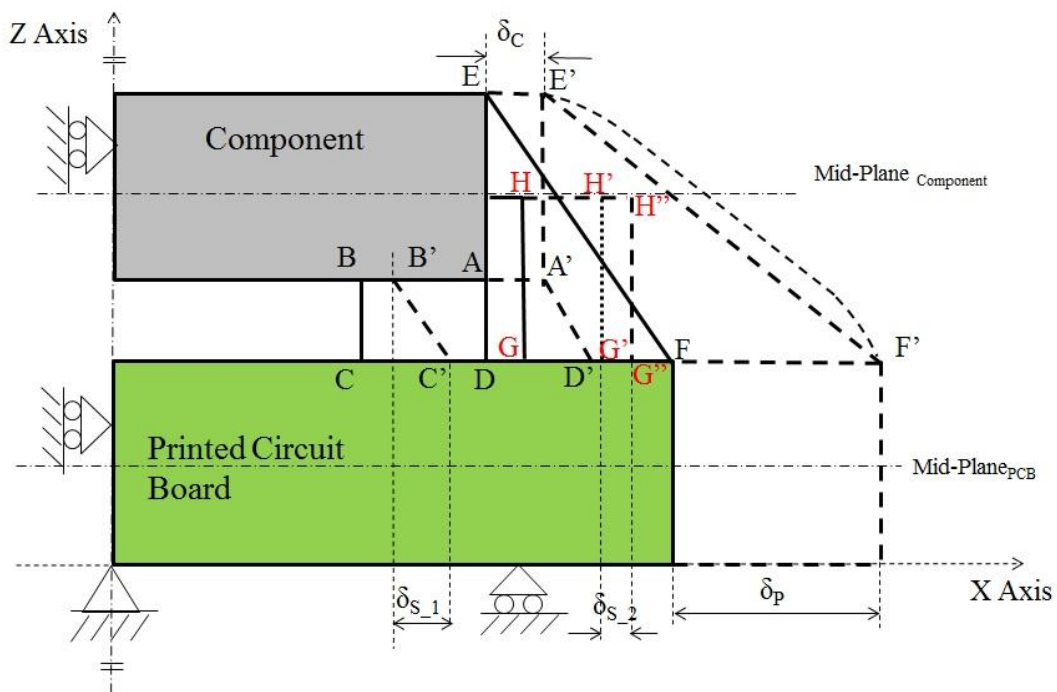 Z Axis
δC
E
E'
Component
Mid-Plane Component
H
H'
H''
B
B'
A
A'
G
G'
F
F'
C
C'
D
D'
G''
Printed Circuit
Board
Mid-PlanePCB
X Axis
δS_1
δS_2
δP